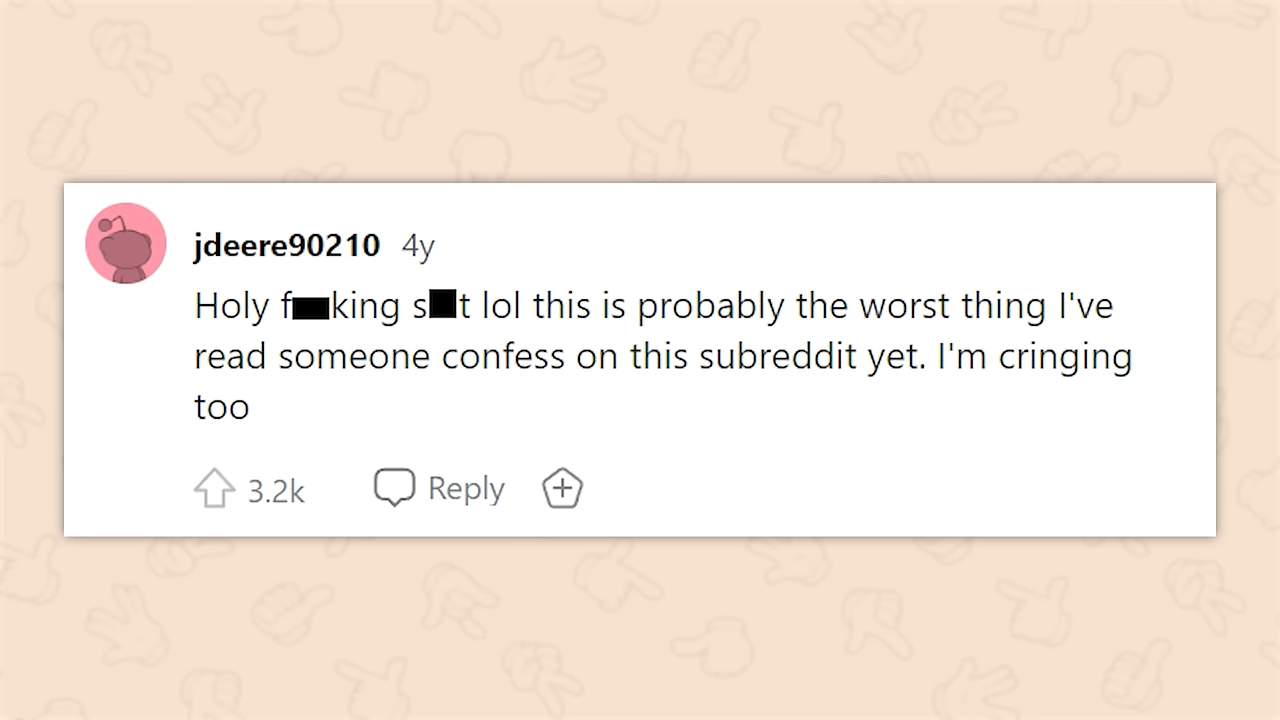 jdeere90210 4y
Holy f██king s█t lol this is probably the worst thing I've
read someone confess on this subreddit yet. I'm cringing
too
3.2k Reply